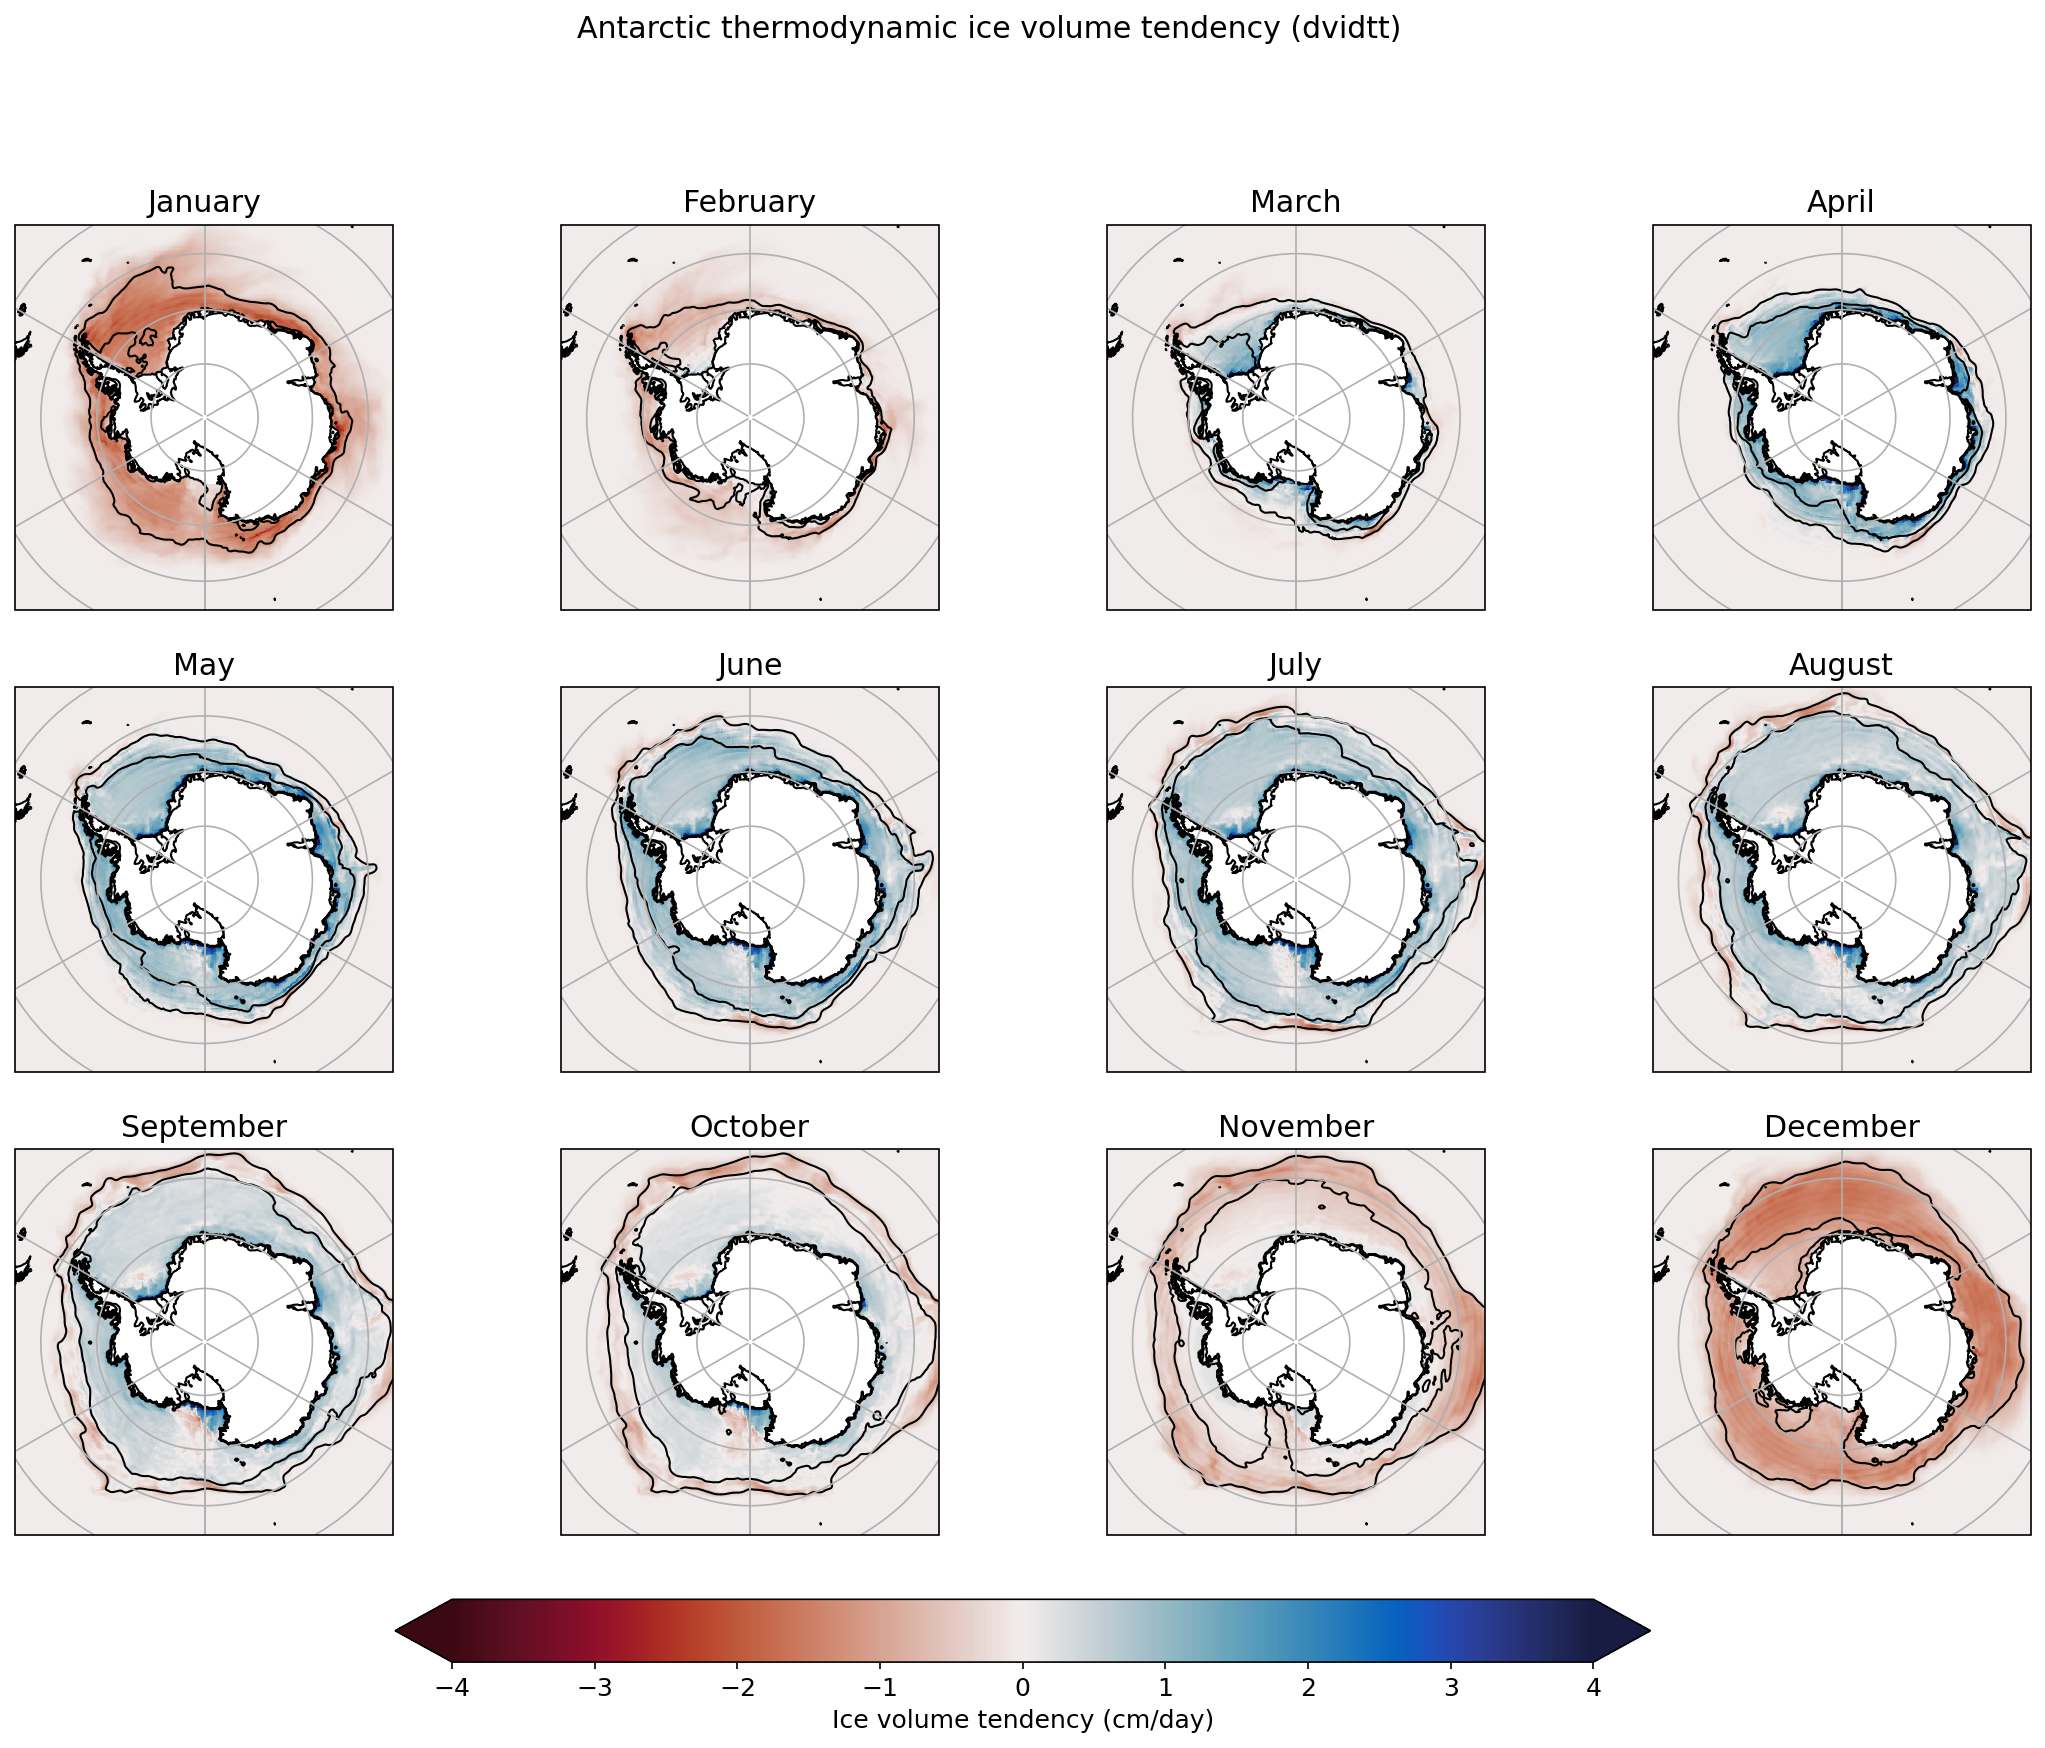 Antarctic thermodynamic ice volume tendency (dvidtt)
January
February
March
April
May
June
July
August
September
October
November
December
−4
−3
−2
−1
0
1
2
3
4
Ice volume tendency (cm/day)